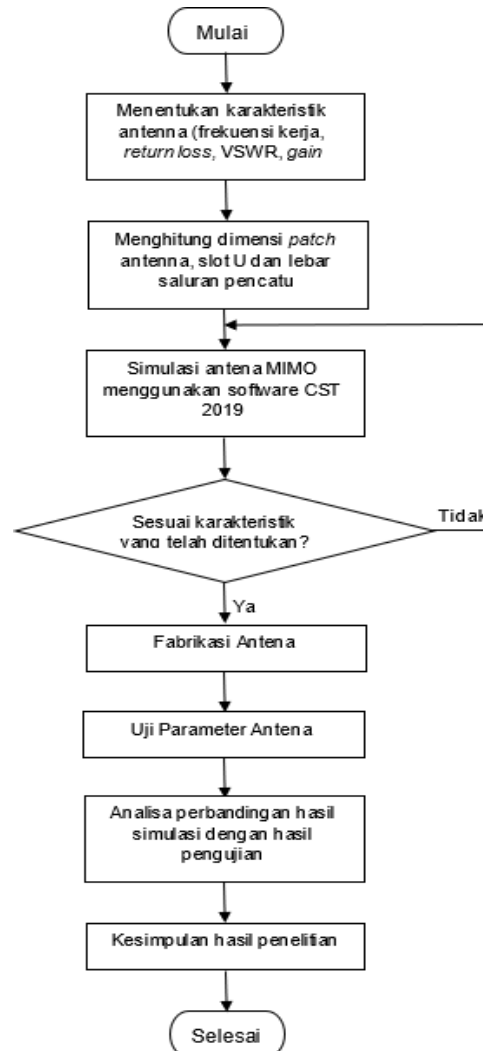 Mulai
Menentukan karakteristik
antenna (frekuensi kerja,
return loss, VSWR, gain
Menghitung dimensi patch
antenna, slot U dan lebar
saluran pencatu
Simulasi antena MIMO
menggunakan software CST
2019
Sesuai karakteristik
yang telah ditentukan?
Tidak
Ya
Fabrikasi Antena
Uji Parameter Antena
Analisa perbandingan hasil
simulasi dengan hasil
pengujian
Kesimpulan hasil penelitian
Selesai